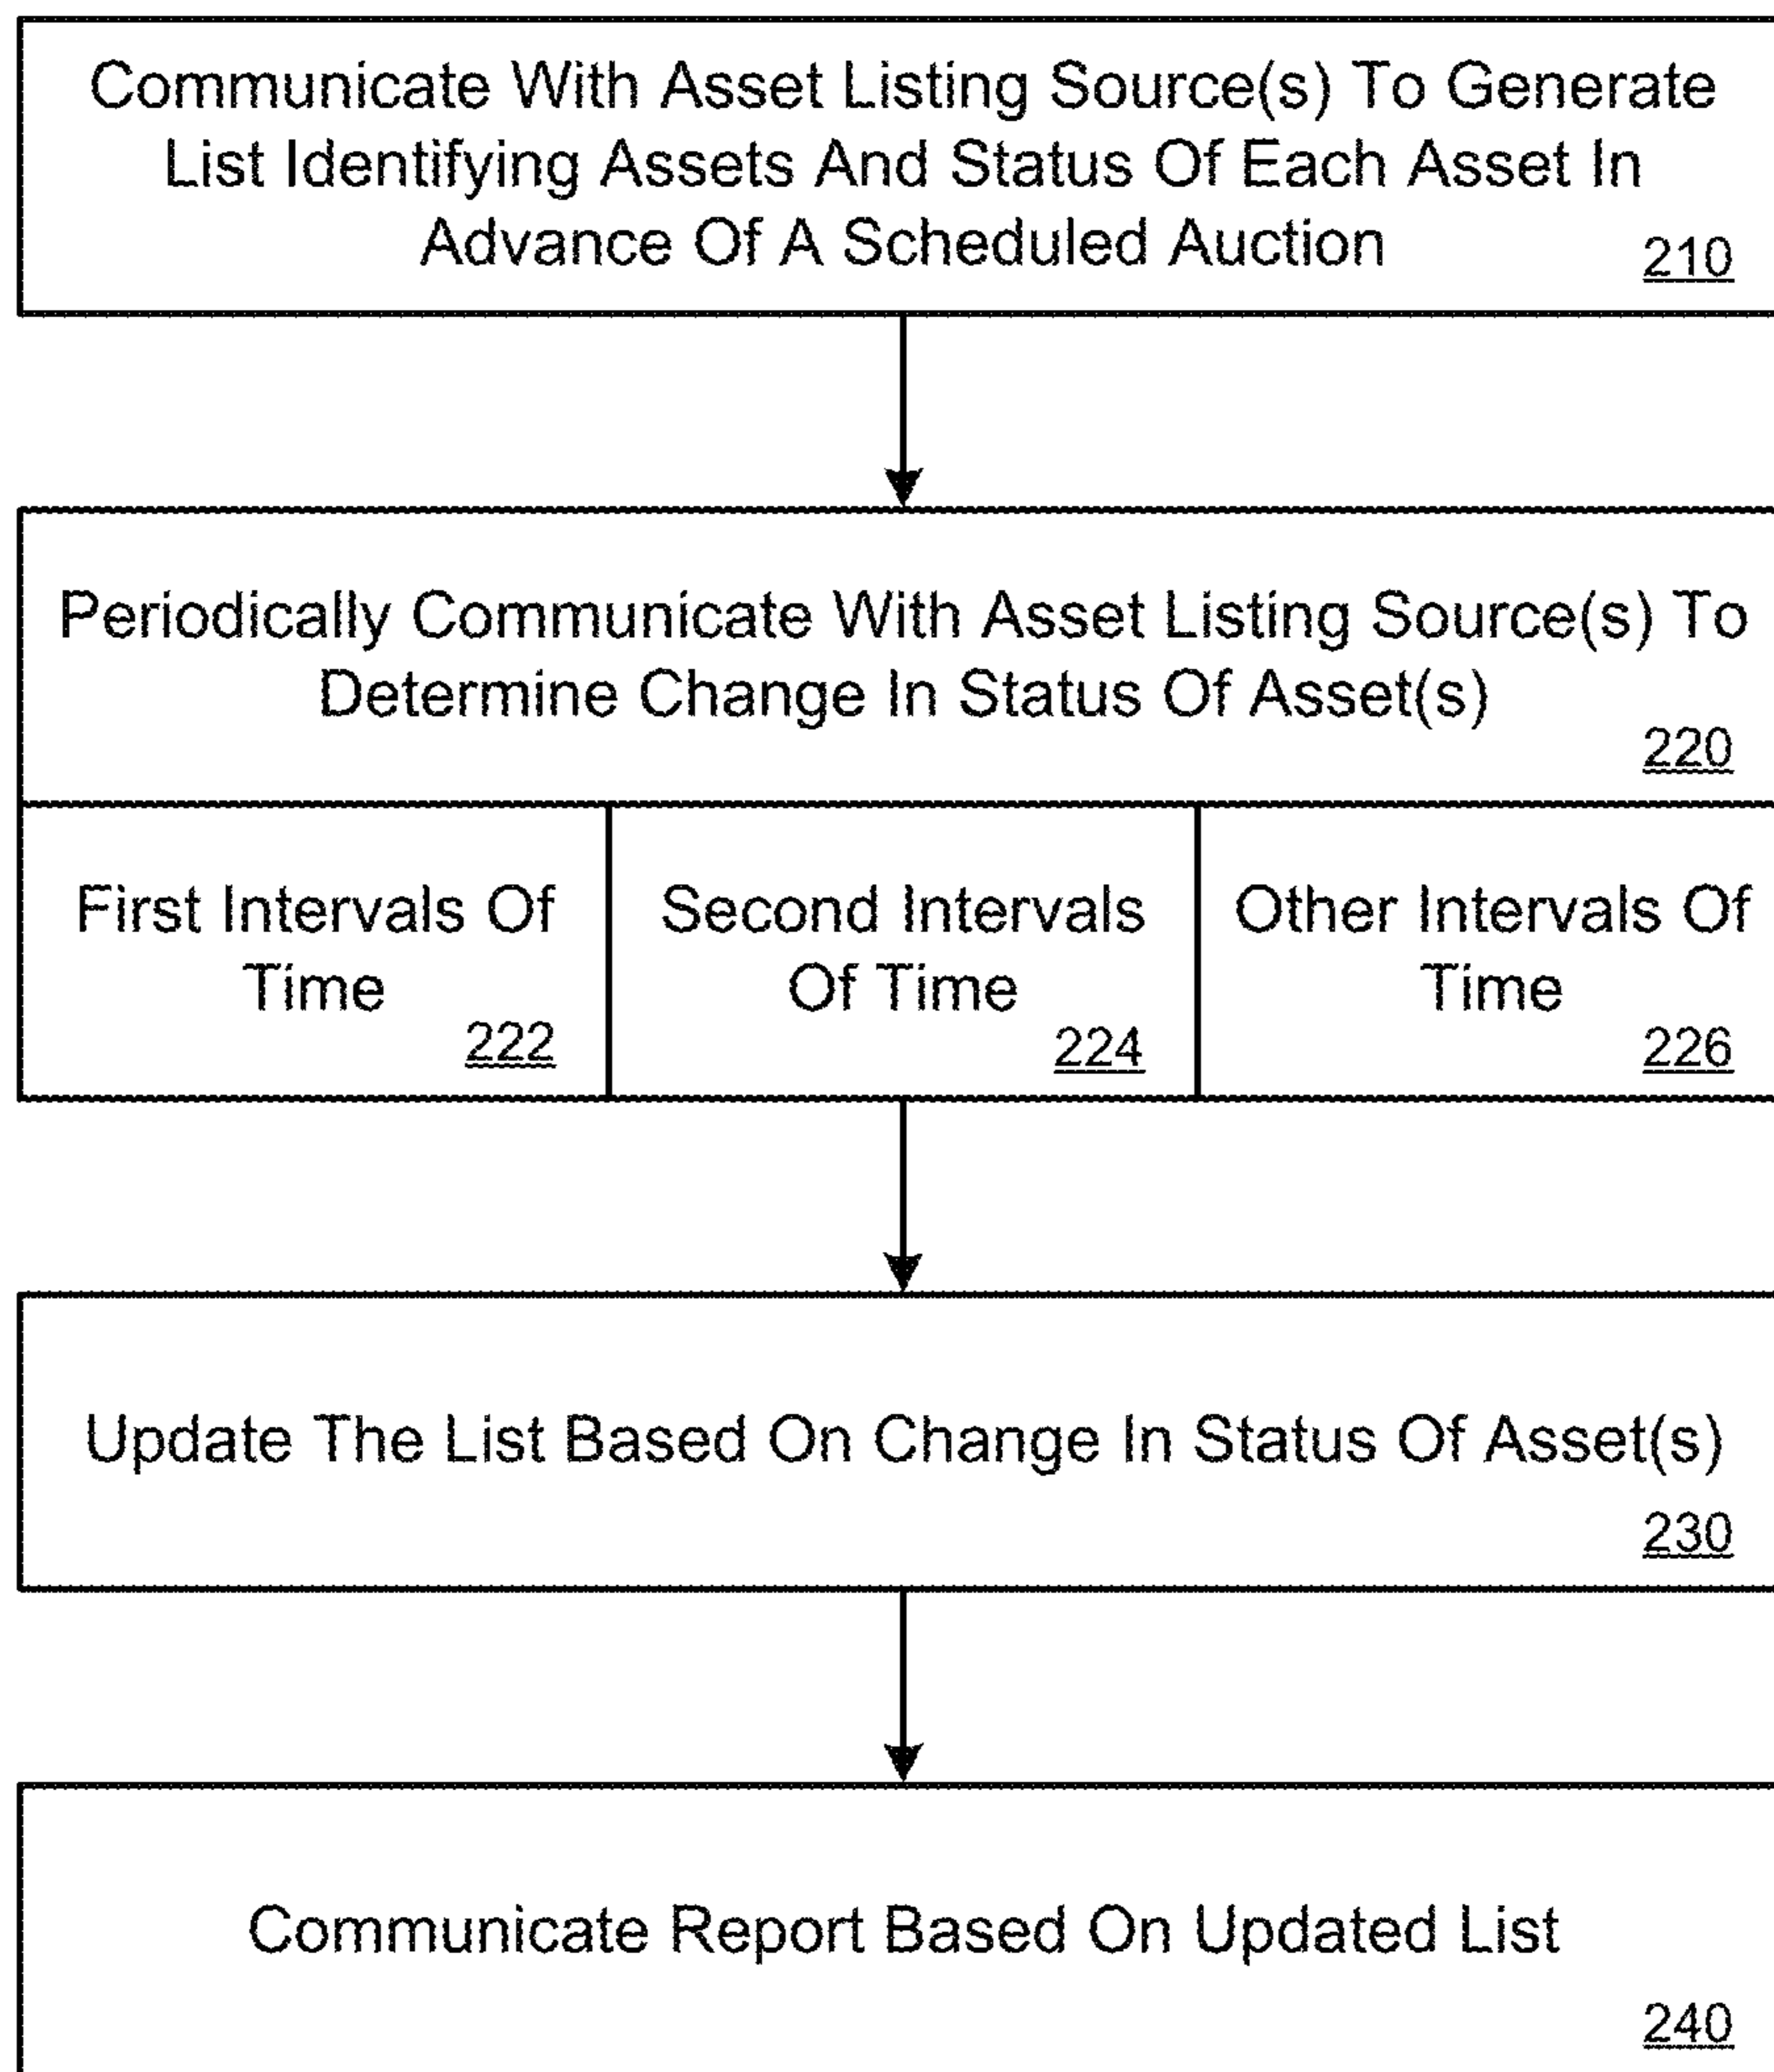 Communicate With Asset Listing Source(s) To Generate
List Identifying Assets And Status Of Each Asset In
Advance Of A Scheduled Auction
210
Periodically Communicate With Asset Listing Source(s) To
Determine Change In Status Of Asset(s)
220
First Intervals Of
Time
222
Second Intervals
Of Time
224
Other Intervals Of
Time
226
Update The List Based On Change In Status Of Asset(s)
230
Communicate Report Based On Updated List
240